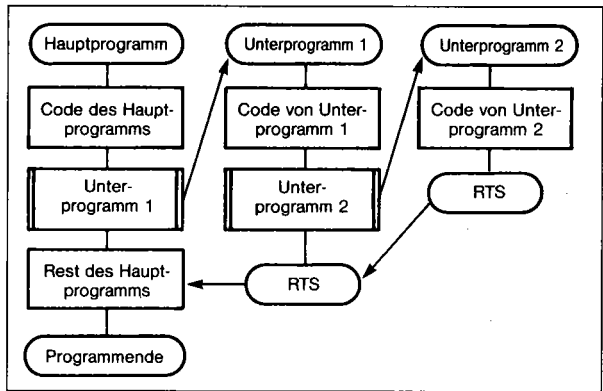 Hauptprogramm
Code des Haupt-
programms
Unter-
programm 1
Rest des Haupt-
programms
Programmende
Unterprogramm 1
Code von Unter-
programm 1
Unter-
programm 2
RTS
Unterprogramm 2
Code von Unter-
programm 2
RTS